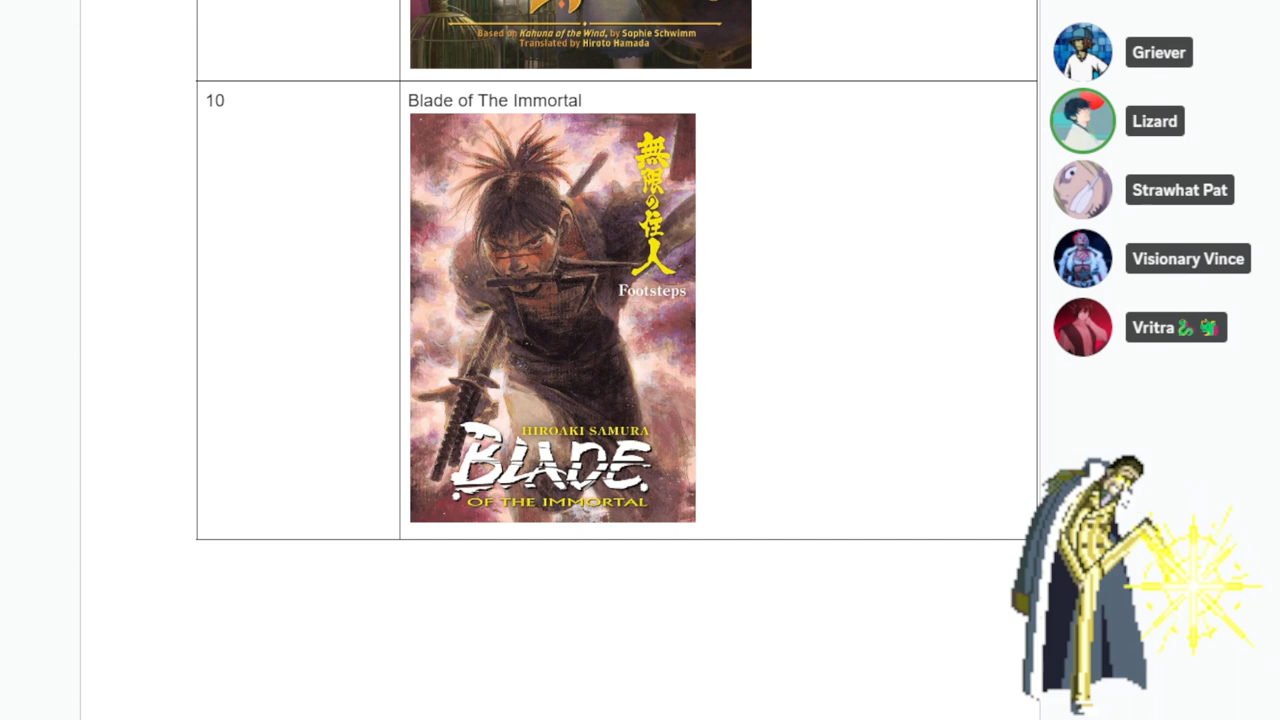 Based on Kahuna of the Wind, by Saphie Schwimm
Translated by Hiroto Hamada
10
Blade of The Immortal
無限の住人
Footsteps
HIROAKI SAMURA
BLADE
OF THE IMMORTAL
Griever
Lizard
Strawhat Pat
Visionary Vince
Vritra🐍 🐲